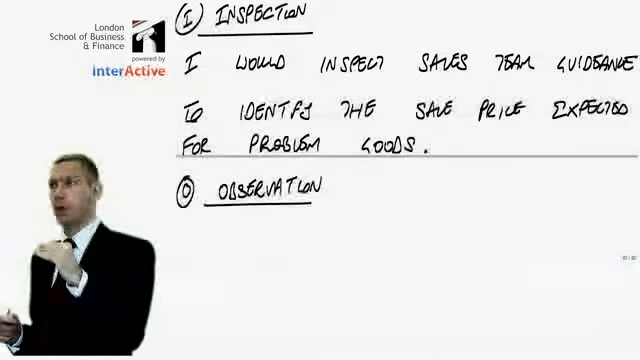 London
School of Business
& Finance
powered by
InterActive
(I) INSPECTION
I WOULD INSPECT SALES TEAM GUIDANCE
TO IDENTIFY THE SALE PRICE EXPECTED
FOR PROBLEM GOODS.
(O) OBSERVATION